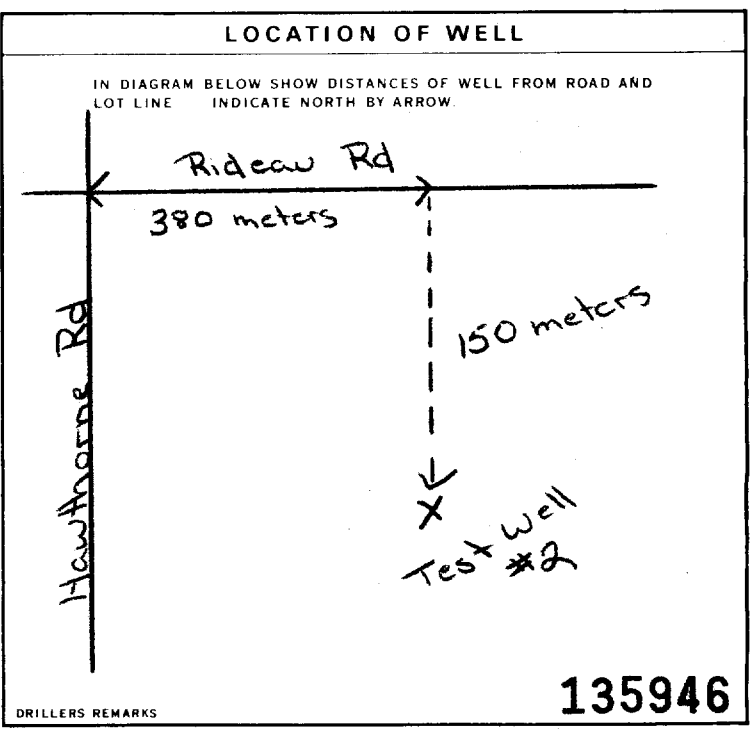 LOCATION OF WELL
IN DIAGRAM BELOW SHOW DISTANCES OF WELL FROM ROAD AND
LOT LINE INDICATE NORTH BY ARROW.
Rideau Rd
380 meters
150 meters
Hawthorne Rd
X
Test Well
#2
135946
DRILLERS REMARKS